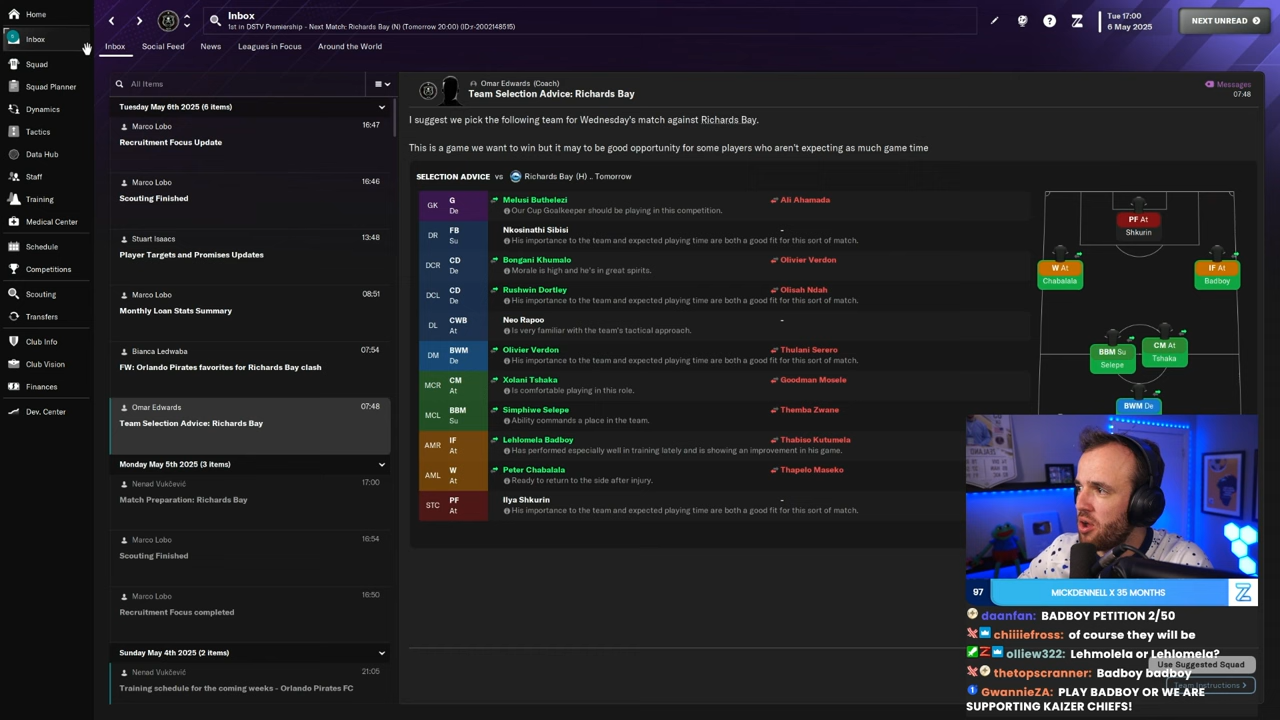 Home
Inbox
Squad
Squad Planner
Dynamics
Tactics
Data Hub
Staff
Training
Medical Center
Schedule
Competitions
Scouting
Transfers
Club Info
Club Vision
Finances
Dev. Center
Inbox
1st in DSTV Premiership - Next Match: Richards Bay (N) (Tomorrow 20:00) (ID:r-2002148515)
Tue 17:00
6 May 2025
NEXT UNREAD
Inbox
Social Feed
News
Leagues in Focus
Around the World
All Items
Tuesday May 6th 2025 (6 items)
Marco Lobo 16:47
Recruitment Focus Update
Marco Lobo 16:46
Scouting Finished
Stuart Isaacs 13:48
Player Targets and Promises Updates
Marco Lobo 08:51
Monthly Loan Stats Summary
Bianca Ledwaba 07:54
FW: Orlando Pirates favorites for Richards Bay clash
Omar Edwards 07:48
Team Selection Advice: Richards Bay
Monday May 5th 2025 (3 items)
Nenad Vukčević 17:00
Match Preparation: Richards Bay
Marco Lobo 16:54
Scouting Finished
Marco Lobo 16:50
Recruitment Focus completed
Sunday May 4th 2025 (2 items)
Nenad Vukčević 21:05
Training schedule for the coming weeks - Orlando Pirates FC
Omar Edwards (Coach)
Team Selection Advice: Richards Bay
Messages
07:48
I suggest we pick the following team for Wednesday's match against Richards Bay.
This is a game we want to win but it may be good opportunity for some players who aren't expecting as much game time
SELECTION ADVICE vs Richards Bay (H) .. Tomorrow
GK G De Melusi Buthelezi Ali Ahamada
Our Cup Goalkeeper should be playing in this competition.
DR FB Su Nkosinathi Sibisi -
His importance to the team and expected playing time are both a good fit for this sort of match.
DCR CD De Bongani Khumalo Olivier Verdon
Morale is high and he's in great spirits.
DCL CD De Rushwin Dortley Olisah Ndah
His importance to the team and expected playing time are both a good fit for this sort of match.
DL CWB At Neo Rapoo -
Is very familiar with the team's tactical approach.
DM BWM De Olivier Verdon Thulani Serero
His importance to the team and expected playing time are both a good fit for this sort of match.
MCR CM At Xolani Tshaka Goodman Mosele
Is comfortable playing in this role.
MCL BBM Su Simphiwe Selepe Themba Zwane
Ability commands a place in the team.
AMR IF At Lehlomela Badboy Thabiso Kutumela
Has performed especially well in training lately and is showing an improvement in his game.
AML W At Peter Chabalala Thapelo Maseko
Ready to return to the side after injury.
STC PF At Ilya Shkurin -
His importance to the team and expected playing time are both a good fit for this sort of match.
PF At
Shkurin
W At
Chabalala
IF At
Badboy
BBM Su
Selepe
CM At
Tshaka
BWM De
97 MICKDENNELL X 35 MONTHS
daanfan: BADBOY PETITION 2/50
chiiiiefross: of course they will be
olliew322: Lehmolela or Lehlomela?
thetopscranner: Badboy badboy
GwannieZA: PLAY BADBOY OR WE ARE
SUPPORTING KAIZER CHIEFS!
Use Suggested Squad
Team Instructions